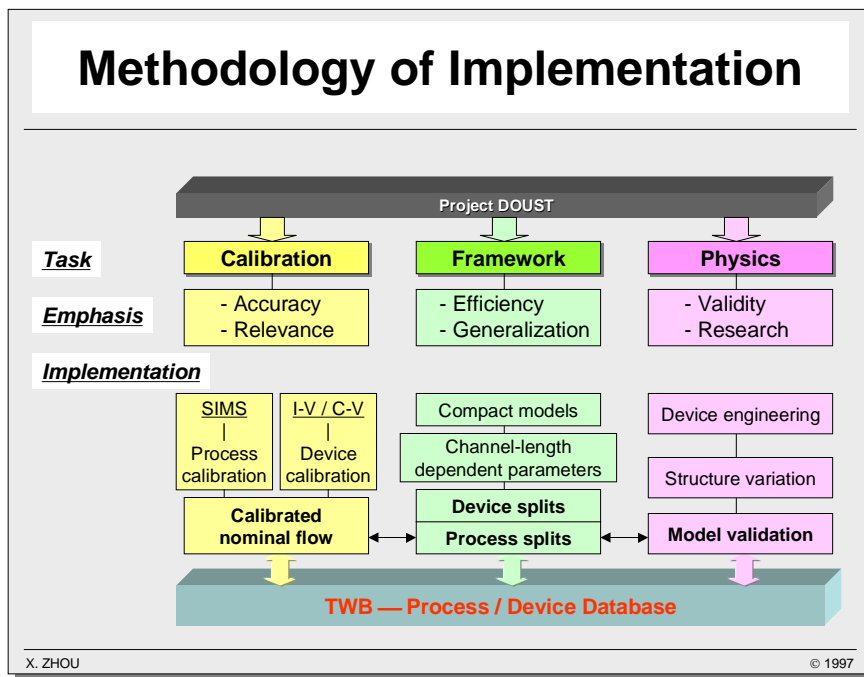 Methodology of Implementation
Project DOUST
Task
Calibration
Framework
Physics
Emphasis
- Accuracy
- Relevance
- Efficiency
- Generalization
- Validity
- Research
Implementation
SIMS
Process
calibration
I-V / C-V
Device
calibration
Calibrated
nominal flow
Compact models
Channel-length
dependent parameters
Device splits
Process splits
Device engineering
Structure variation
Model validation
TWB — Process / Device Database
X. ZHOU
© 1997